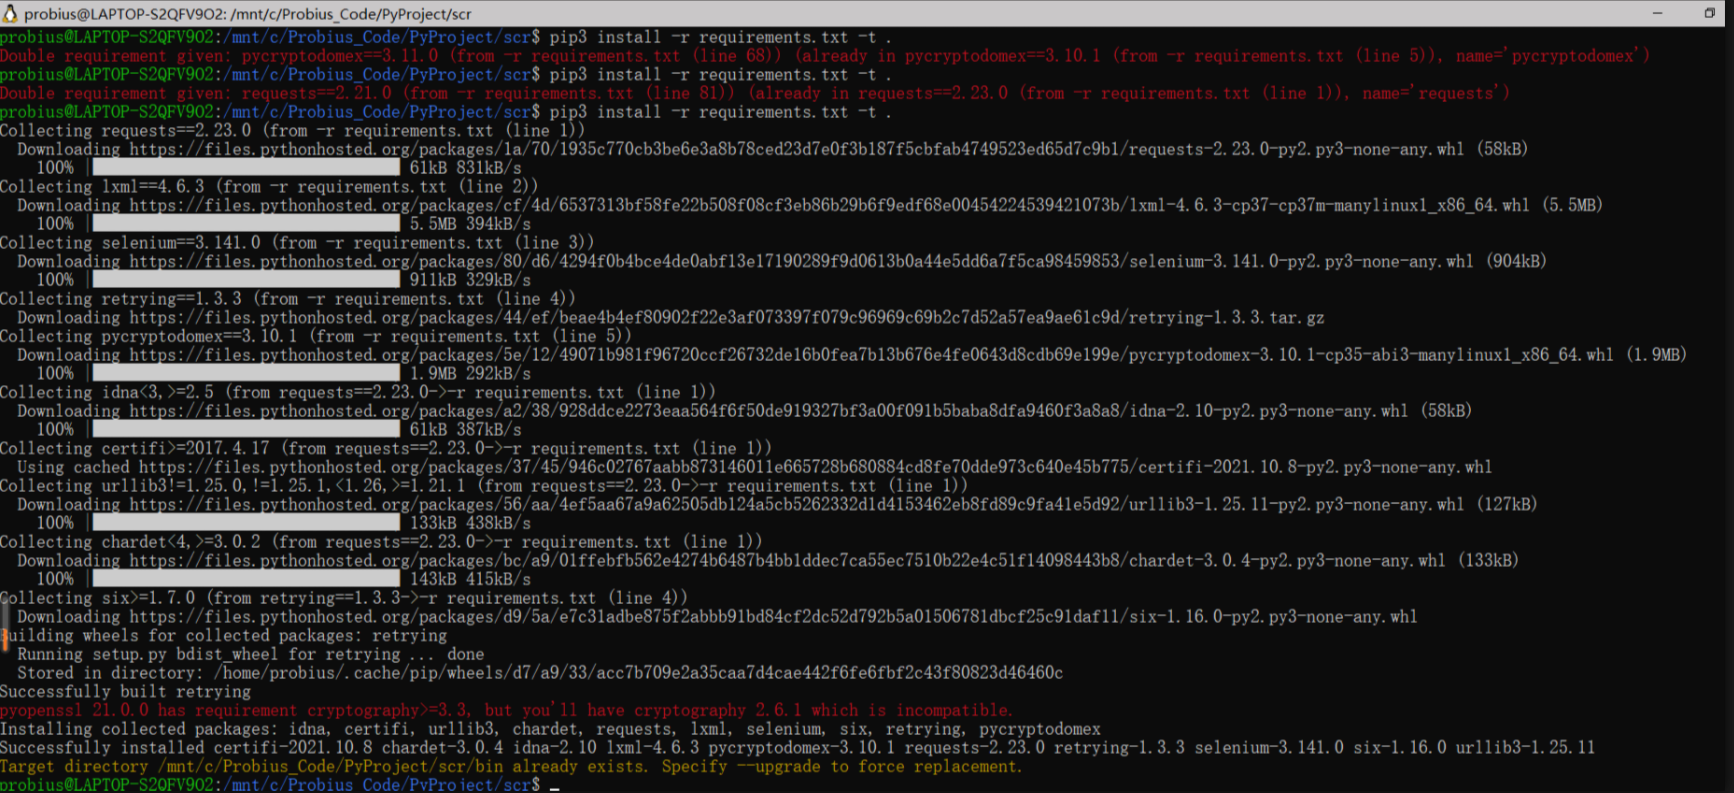 probius@LAPTOP-S2QFV9O2: /mnt/c/Probius_Code/PyProject/scr
probius@LAPTOP-S2QFV9O2:/mnt/c/Probius_Code/PyProject/scr$ pip3 install -r requirements.txt -t .
Double requirement given: pycryptodomex==3.11.0 (from -r requirements.txt (line 68)) (already in pycryptodomex==3.10.1 (from -r requirements.txt (line 5)), name='pycryptodomex')
probius@LAPTOP-S2QFV9O2:/mnt/c/Probius_Code/PyProject/scr$ pip3 install -r requirements.txt -t .
Double requirement given: requests==2.21.0 (from -r requirements.txt (line 81)) (already in requests==2.23.0 (from -r requirements.txt (line 1)), name='requests')
probius@LAPTOP-S2QFV9O2:/mnt/c/Probius_Code/PyProject/scr$ pip3 install -r requirements.txt -t .
Collecting requests==2.23.0 (from -r requirements.txt (line 1))
Downloading https://files.pythonhosted.org/packages/1a/70/1935c770cb3be6e3a8b78ced23d7e0f3b187f5cbfab4749523ed65d7c9b1/requests-2.23.0-py2.py3-none-any.whl (58kB)
100% | 61kB 831kB/s
Collecting lxml==4.6.3 (from -r requirements.txt (line 2))
Downloading https://files.pythonhosted.org/packages/cf/4d/6537313bf58fe22b508f08cf3eb86b29b6f9edf68e00454224539421073b/lxml-4.6.3-cp37-cp37m-manylinux1_x86_64.whl (5.5MB)
100% | 5.5MB 394kB/s
Collecting selenium==3.141.0 (from -r requirements.txt (line 3))
Downloading https://files.pythonhosted.org/packages/80/d6/4294f0b4bce4de0abf13e17190289f9d0613b0a44e5dd6a7f5ca98459853/selenium-3.141.0-py2.py3-none-any.whl (904kB)
100% | 911kB 329kB/s
Collecting retrying==1.3.3 (from -r requirements.txt (line 4))
Downloading https://files.pythonhosted.org/packages/44/ef/beae4b4ef80902f22e3af073397f079c96969c69b2c7d52a57ea9ae61c9d/retrying-1.3.3.tar.gz
Collecting pycryptodomex==3.10.1 (from -r requirements.txt (line 5))
Downloading https://files.pythonhosted.org/packages/5e/12/49071b981f96720ccf26732de16b0fea7b13b676e4fe0643d8cdb69e199e/pycryptodomex-3.10.1-cp35-abi3-manylinux1_x86_64.whl (1.9MB)
100% | 1.9MB 292kB/s
Collecting idna<3,>=2.5 (from requests==2.23.0->-r requirements.txt (line 1))
Downloading https://files.pythonhosted.org/packages/a2/38/928ddce2273eaa564f6f50de919327bf3a00f091b5baba8dfa9460f3a8a8/idna-2.10-py2.py3-none-any.whl (58kB)
100% | 61kB 387kB/s
Collecting certifi>=2017.4.17 (from requests==2.23.0->-r requirements.txt (line 1))
Using cached https://files.pythonhosted.org/packages/37/45/946c02767aabb873146011e665728b680884cd8fe70dde973c640e45b775/certifi-2021.10.8-py2.py3-none-any.whl
Collecting urllib3!=1.25.0,!=1.25.1,<1.26,>=1.21.1 (from requests==2.23.0->-r requirements.txt (line 1))
Downloading https://files.pythonhosted.org/packages/56/aa/4ef5aa67a9a62505db124a5cb5262332d1d4153462eb8fd89c9fa41e5d92/urllib3-1.25.11-py2.py3-none-any.whl (127kB)
100% | 133kB 438kB/s
Collecting chardet<4,>=3.0.2 (from requests==2.23.0->-r requirements.txt (line 1))
Downloading https://files.pythonhosted.org/packages/bc/a9/01ffebfb562e4274b6487b4bb1ddec7ca55ec7510b22e4c51f14098443b8/chardet-3.0.4-py2.py3-none-any.whl (133kB)
100% | 143kB 415kB/s
Collecting six>=1.7.0 (from retrying==1.3.3->-r requirements.txt (line 4))
Downloading https://files.pythonhosted.org/packages/d9/5a/e7c31adbe875f2abbb91bd84cf2dc52d792b5a01506781dbcf25c91daf11/six-1.16.0-py2.py3-none-any.whl
Building wheels for collected packages: retrying
Running setup.py bdist_wheel for retrying ... done
Stored in directory: /home/probius/.cache/pip/wheels/d7/a9/33/acc7b709e2a35caa7d4cae442f6fe6fbf2c43f80823d46460c
Successfully built retrying
pyopenssl 21.0.0 has requirement cryptography>=3.3, but you'll have cryptography 2.6.1 which is incompatible.
Installing collected packages: idna, certifi, urllib3, chardet, requests, lxml, selenium, six, retrying, pycryptodomex
Successfully installed certifi-2021.10.8 chardet-3.0.4 idna-2.10 lxml-4.6.3 pycryptodomex-3.10.1 requests-2.23.0 retrying-1.3.3 selenium-3.141.0 six-1.16.0 urllib3-1.25.11
Target directory /mnt/c/Probius_Code/PyProject/scr/bin already exists. Specify --upgrade to force replacement.
probius@LAPTOP-S2QFV9O2:/mnt/c/Probius_Code/PyProject/scr$ _